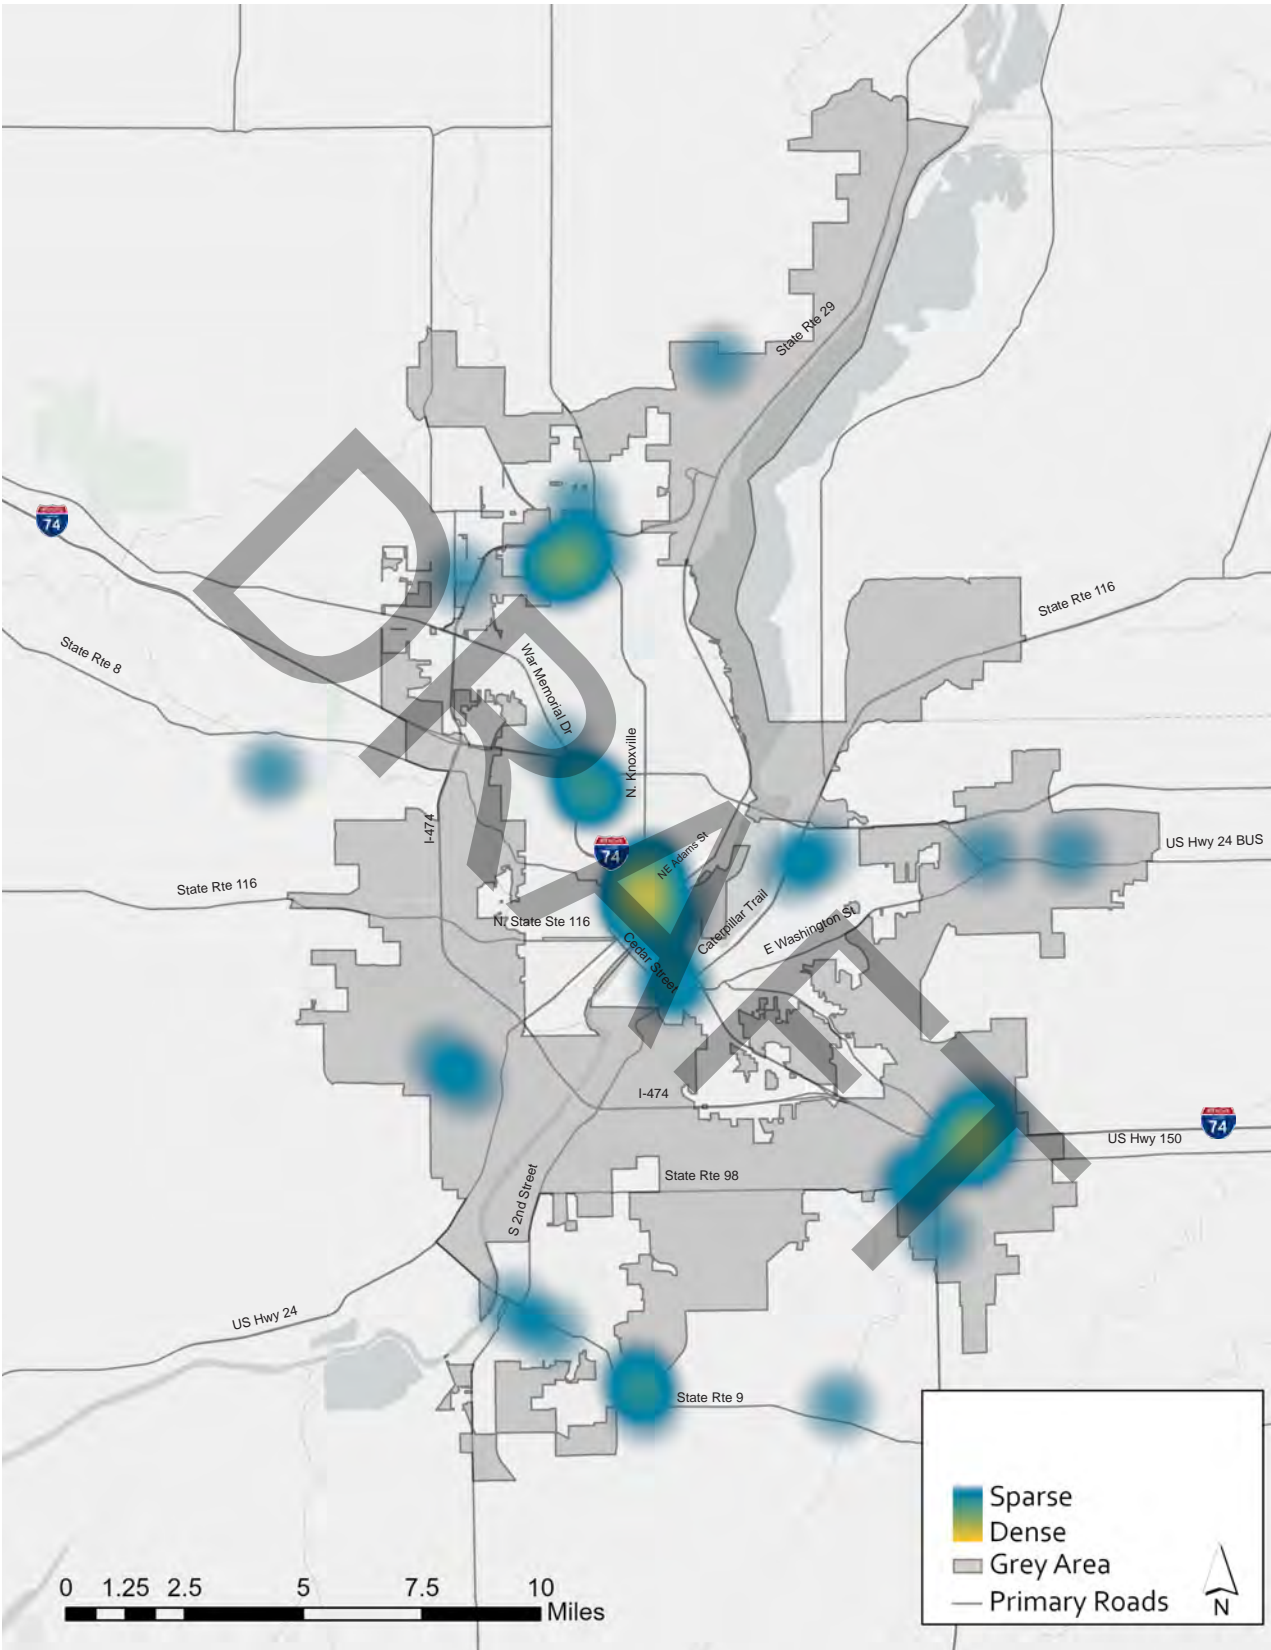 State Rte 29
74
State Rte 116
State Rte 8
War Memorial Dr
N. Knoxville
I-474
74
NE Adams St
US Hwy 24 BUS
State Rte 116
N. State Ste 116
Caterpillar Trail
E Washington St
Cedar Street
DRAFT
I-474
74
US Hwy 150
State Rte 98
S 2nd Street
US Hwy 24
State Rte 9
Sparse
Dense
Grey Area
Primary Roads
N
0 1.25 2.5 5 7.5 10
Miles